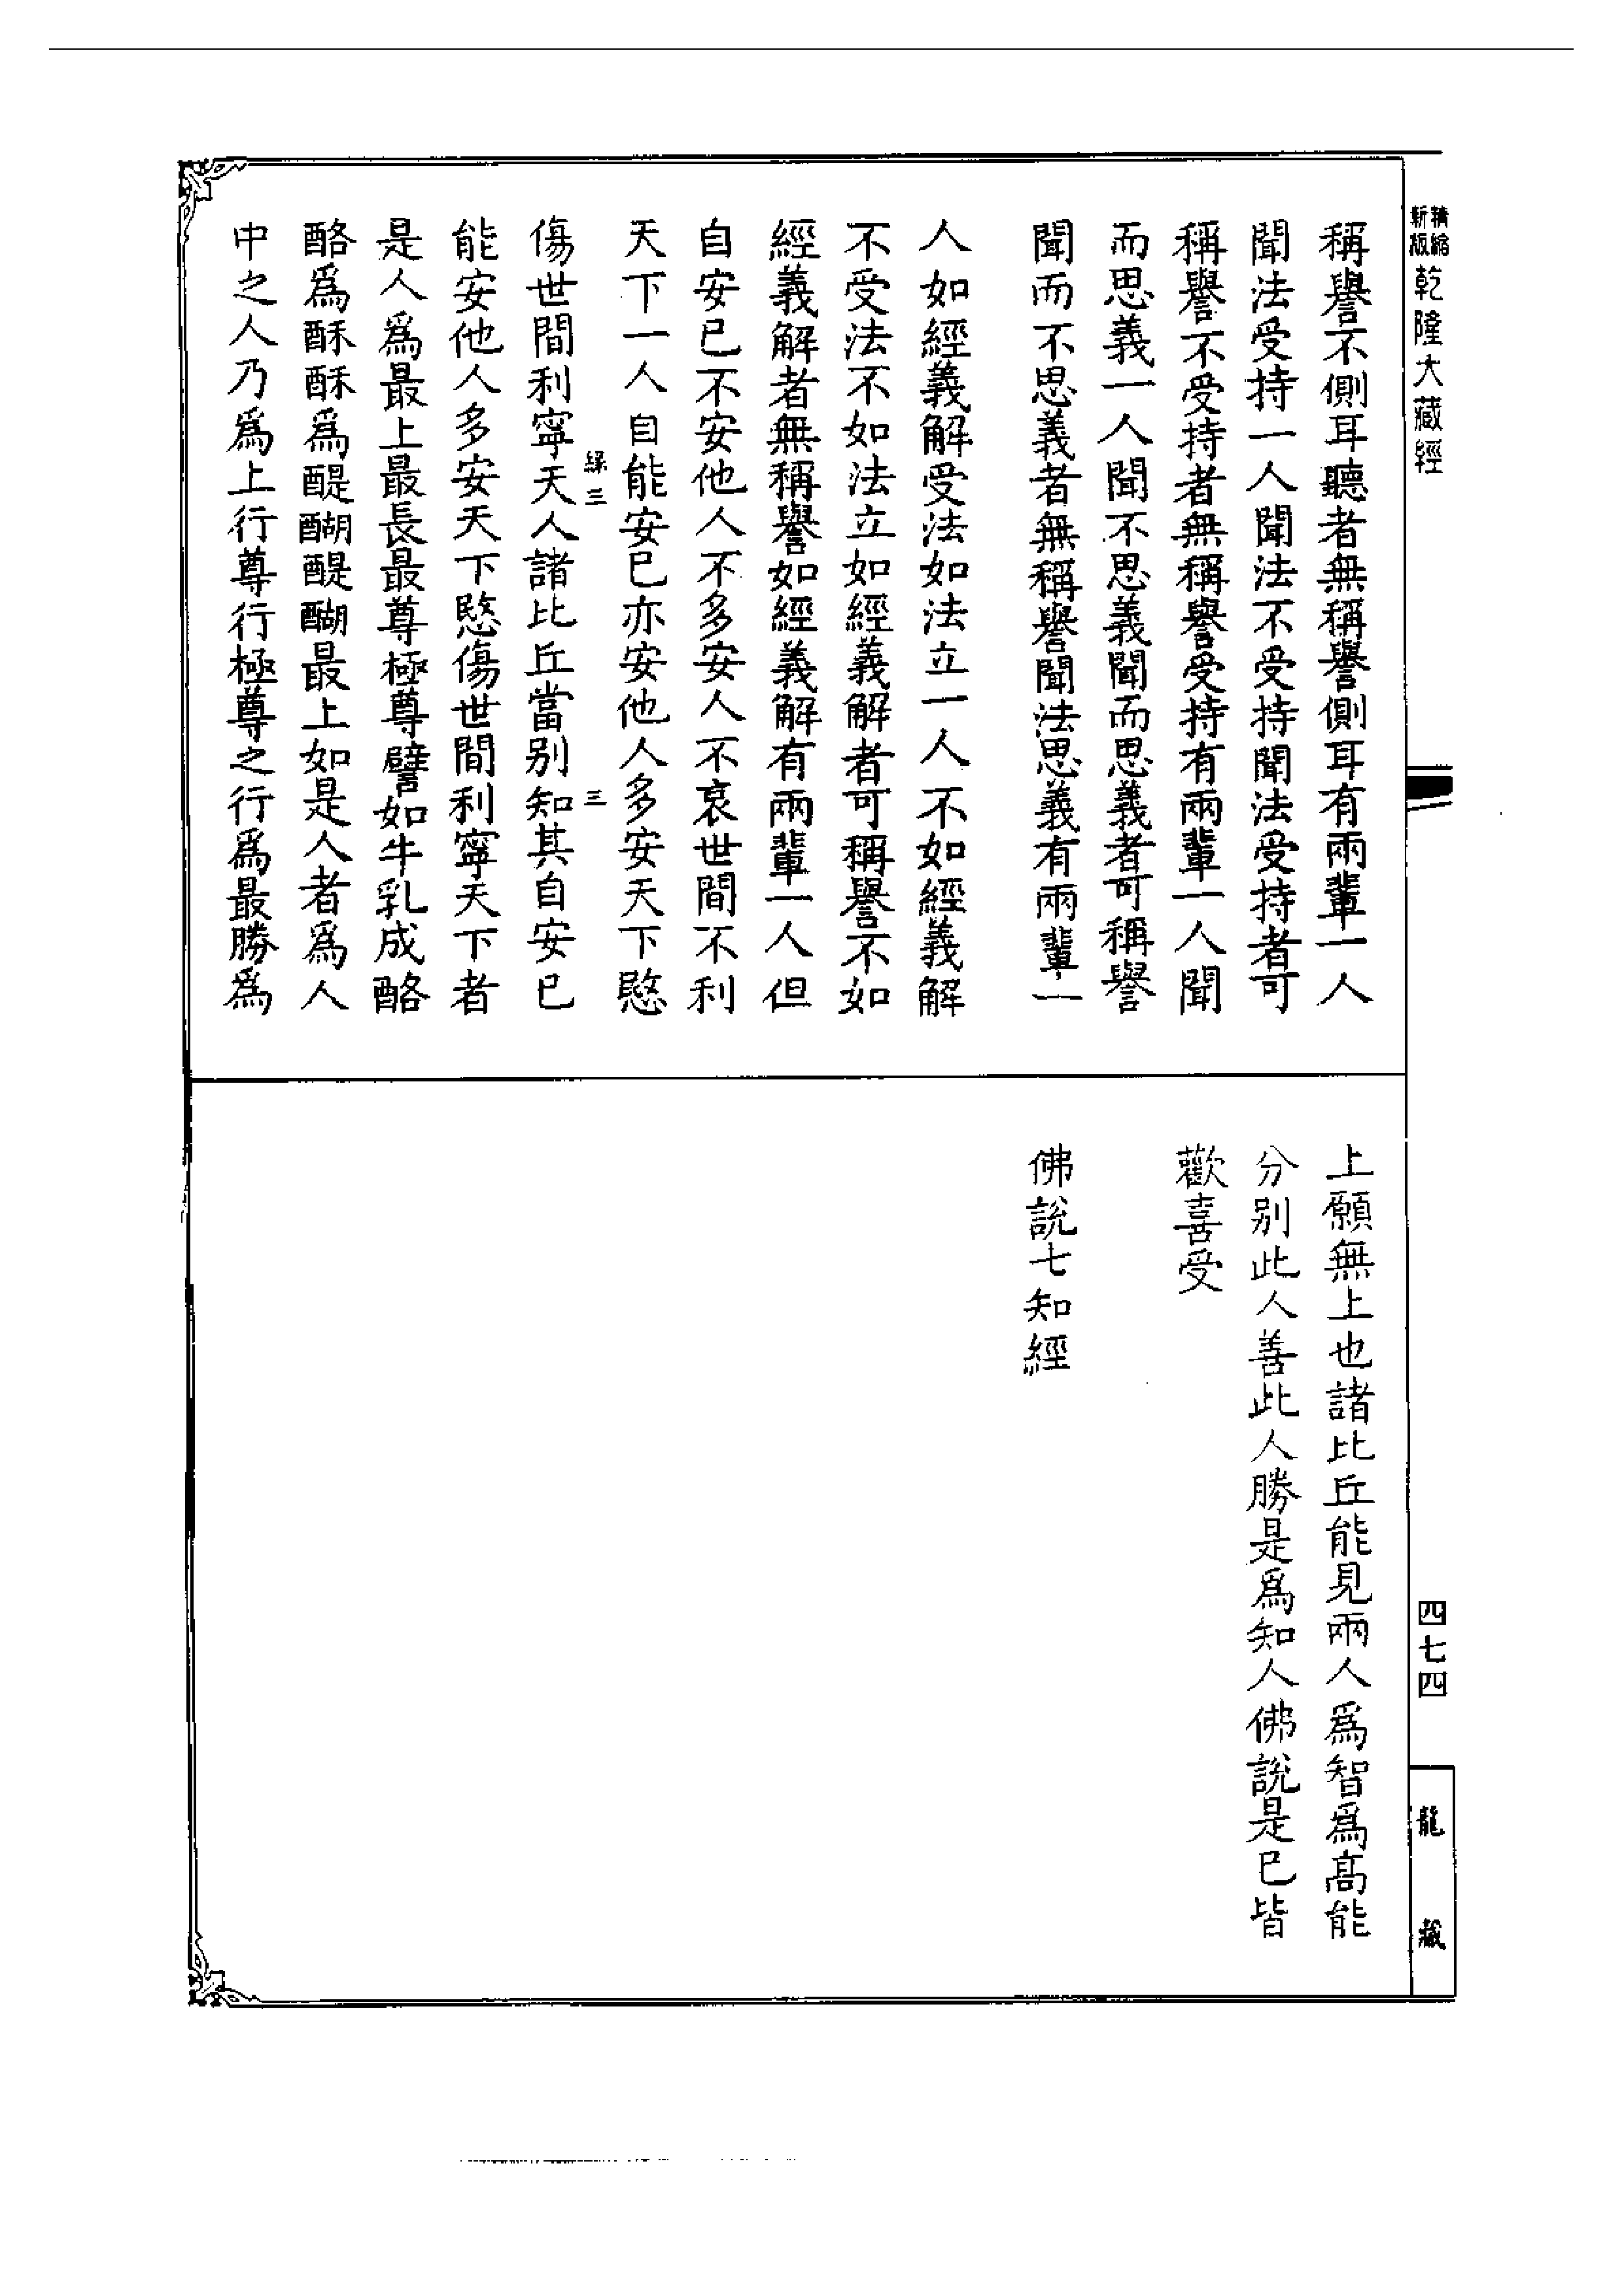 精縮新版乾隆大藏經
四七四
龍藏
稱譽不側耳聽者無稱譽側耳有兩輩一人
聞法受持一人聞法不受持聞法受持者可
稱譽不受持者無稱譽受持有兩輩一人聞
而思義一人聞不思義聞而思義者可稱譽
聞而不思義者無稱譽聞法思義有兩輩一
人如經義解受法如法立一人不如經義解
不受法不如法立如經義解者可稱譽不如
經義解者無稱譽如經義解有兩輩一人但
自安已不安他人不多安人不哀世間不利
天下一人自能安已亦安他人多安天下愍
三
傷世間利寧天人諸比丘當別知其自安已
能安他人多安天下愍傷世間利寧天下者
是人爲最上最長最尊極尊譬如牛乳成酪
酪爲酥酥爲醍醐醍醐最上如是人者爲人
中之人乃爲上行尊行極尊之行爲最勝爲
上願無上也諸比丘能見兩人爲智爲高能
分別此人善此人勝是爲知人佛說是已皆
歡喜受
佛說七知經